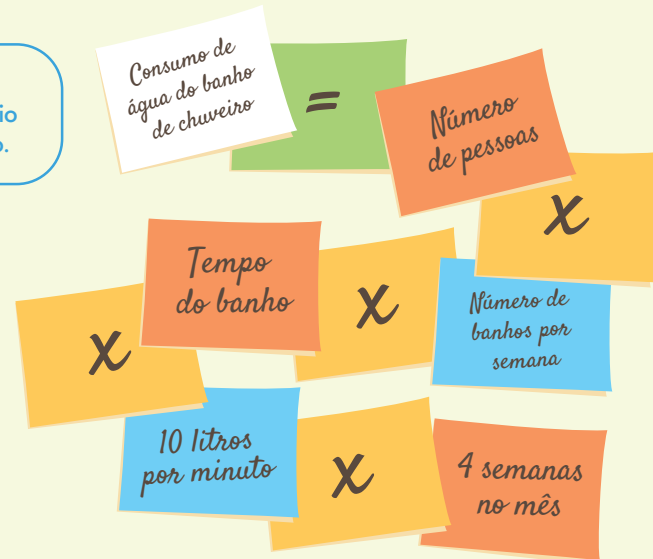 io
o.
Consumo de
água do banho
de chuveiro
=
Número
de pessoas
x
Número de
banhos por
semana
x
Tempo
do banho
x
10 litros
por minuto
x
4 semanas
no mês